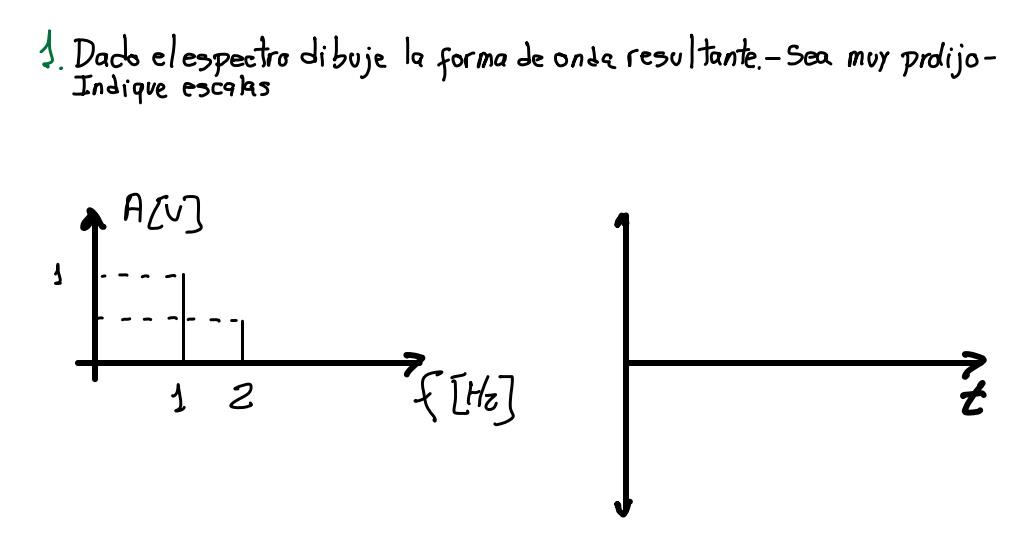 1. Dado el espectro dibuje la forma de onda resultante.- Sea muy prolijo-
Indique escalas
A[V]
1
1 2
f [Hz]
t